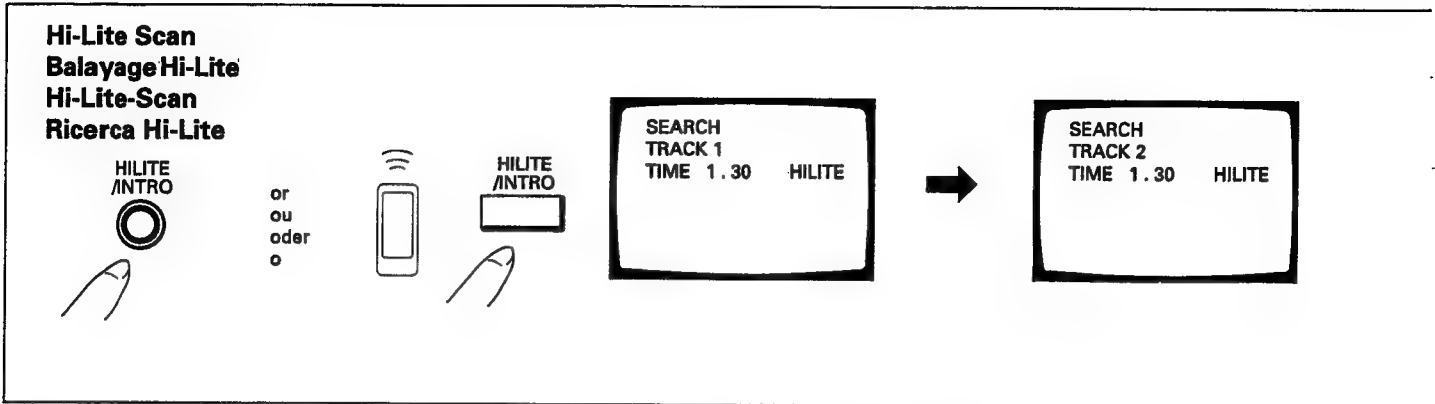 Hi-Lite Scan
Balayage Hi-Lite
Hi-Lite-Scan
Ricerca Hi-Lite
HILITE
/INTRO
or
ou
oder
o
HILITE
/INTRO
SEARCH
TRACK 1
TIME 1.30 HILITE
SEARCH
TRACK 2
TIME 1.30 HILITE